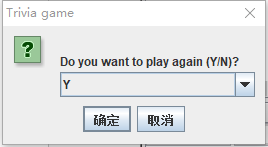 Trivia game
?
Do you want to play again (Y/N)?
Y
确定 取消